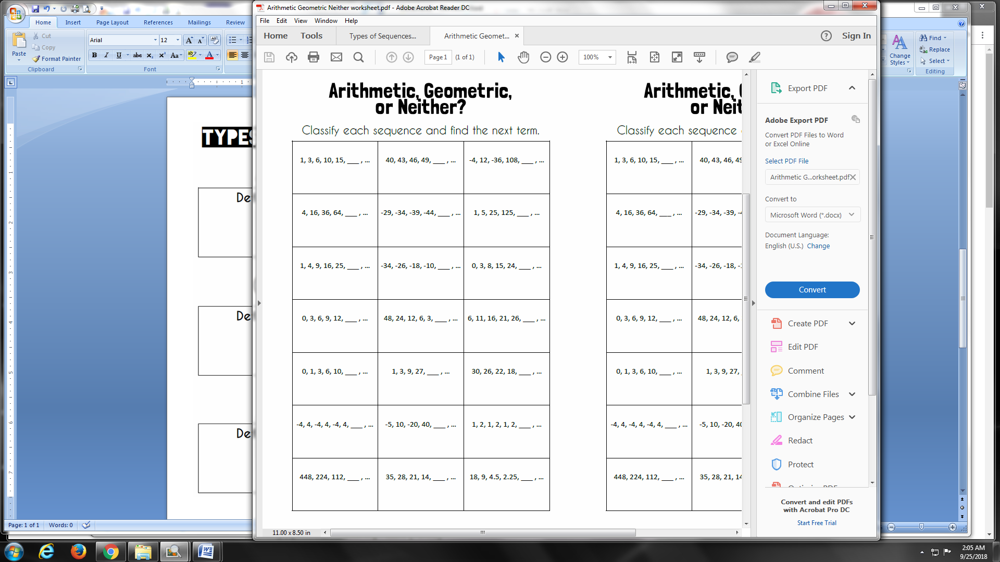 Arithmetic Geometric Neither worksheet.pdf - Adobe Acrobat Reader DC
File Edit View Window Help
Home Tools Types of Sequences... Arithmetic Geomet... Sign In
Page 1 (1 of 1) 100%
Home Insert Page Layout References Mailings Review
Paste Cut Copy Format Painter
Clipboard
Arial 12
Font
Change Styles
Find Replace Select
Editing
TYPES
De
De
De
Arithmetic, Geometric,
or Neither?
Classify each sequence and find the next term.
1, 3, 6, 10, 15, ___ , ... 40, 43, 46, 49, ___ , ... -4, 12, -36, 108, ___ , ...
4, 16, 36, 64, ___ , ... -29, -34, -39, -44, ___ , ... 1, 5, 25, 125, ___ , ...
1, 4, 9, 16, 25, ___ , ... -34, -26, -18, -10, ___ , ... 0, 3, 8, 15, 24, ___ , ...
0, 3, 6, 9, 12, ___ , ... 48, 24, 12, 6, 3, ___ , ... 6, 11, 16, 21, 26, ___ , ...
0, 1, 3, 6, 10, ___ , ... 1, 3, 9, 27, ___ , ... 30, 26, 22, 18, ___ , ...
-4, 4, -4, 4, -4, 4, ___ , ... -5, 10, -20, 40, ___ , ... 1, 2, 1, 2, 1, 2, ___ , ...
448, 224, 112, ___ , ... 35, 28, 21, 14, ___ , ... 18, 9, 4.5, 2.25, ___ , ...
Arithmetic,
or Neit
Classify each sequence
1, 3, 6, 10, 15, ___ , ... 40, 43, 46, 49
4, 16, 36, 64, ___ , ... -29, -34, -39, -4
1, 4, 9, 16, 25, ___ , ... -34, -26, -18, -1
0, 3, 6, 9, 12, ___ , ... 48, 24, 12, 6,
0, 1, 3, 6, 10, ___ , ... 1, 3, 9, 27,
-4, 4, -4, 4, -4, 4, ___ , ... -5, 10, -20, 40
448, 224, 112, ___ , ... 35, 28, 21, 14
11.00 x 8.50 in
Export PDF
Adobe Export PDF
Convert PDF Files to Word
or Excel Online
Select PDF File
Arithmetic G...orksheet.pdf
Convert to
Microsoft Word (*.docx)
Document Language:
English (U.S.) Change
Convert
Create PDF
Edit PDF
Comment
Combine Files
Organize Pages
Redact
Protect
Optimize PDF
Convert and edit PDFs
with Acrobat Pro DC
Start Free Trial
Page: 1 of 1 Words: 0
2:05 AM
9/25/2018